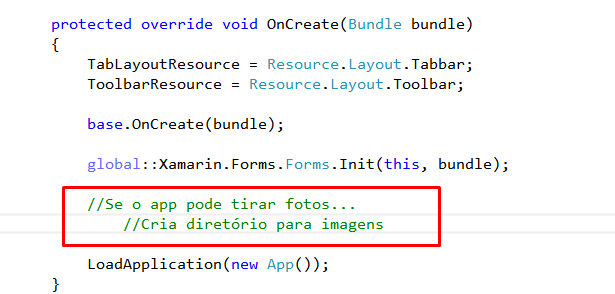 protected override void OnCreate(Bundle bundle)
{
TabLayoutResource = Resource.Layout.Tabbar;
ToolbarResource = Resource.Layout.Toolbar;
base.OnCreate(bundle);
global::Xamarin.Forms.Forms.Init(this, bundle);
//Se o app pode tirar fotos...
//Cria diretório para imagens
LoadApplication(new App());
}